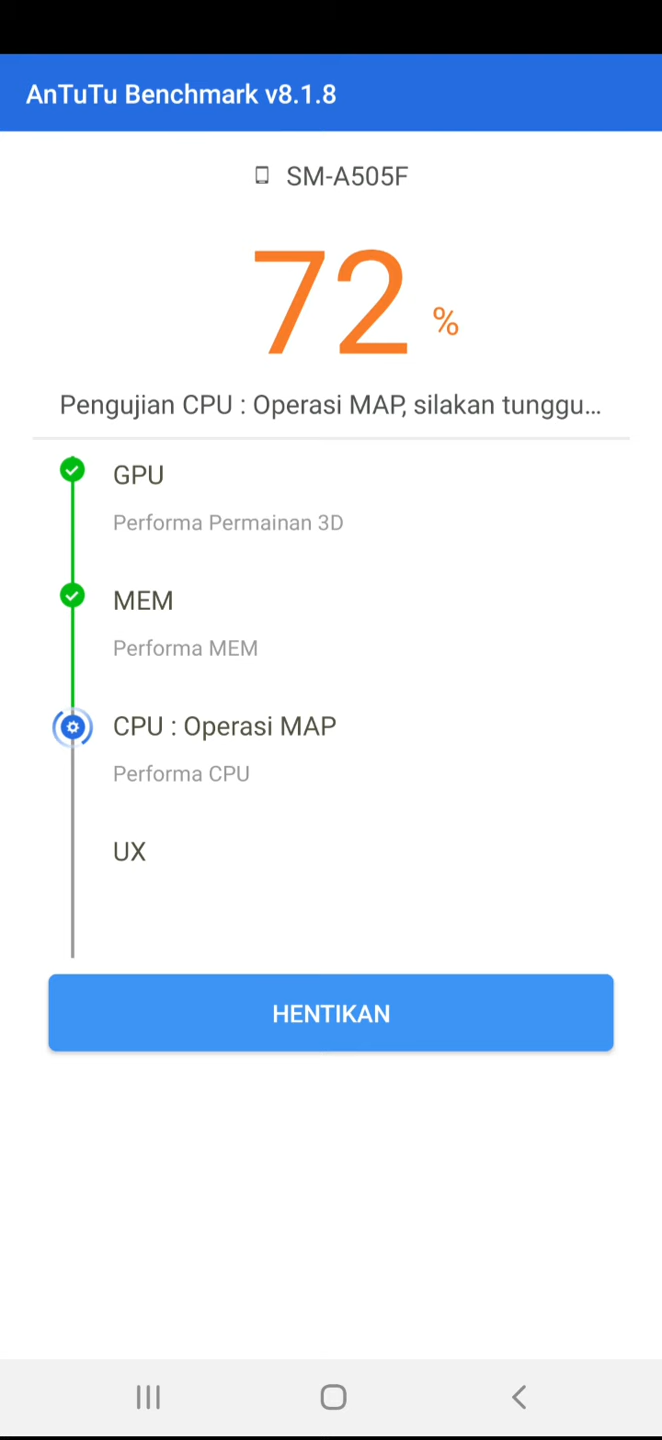 AnTuTu Benchmark v8.1.8
SM-A505F
72 %
Pengujian CPU : Operasi MAP, silakan tunggu...
GPU
Performa Permainan 3D
MEM
Performa MEM
CPU : Operasi MAP
Performa CPU
UX
HENTIKAN